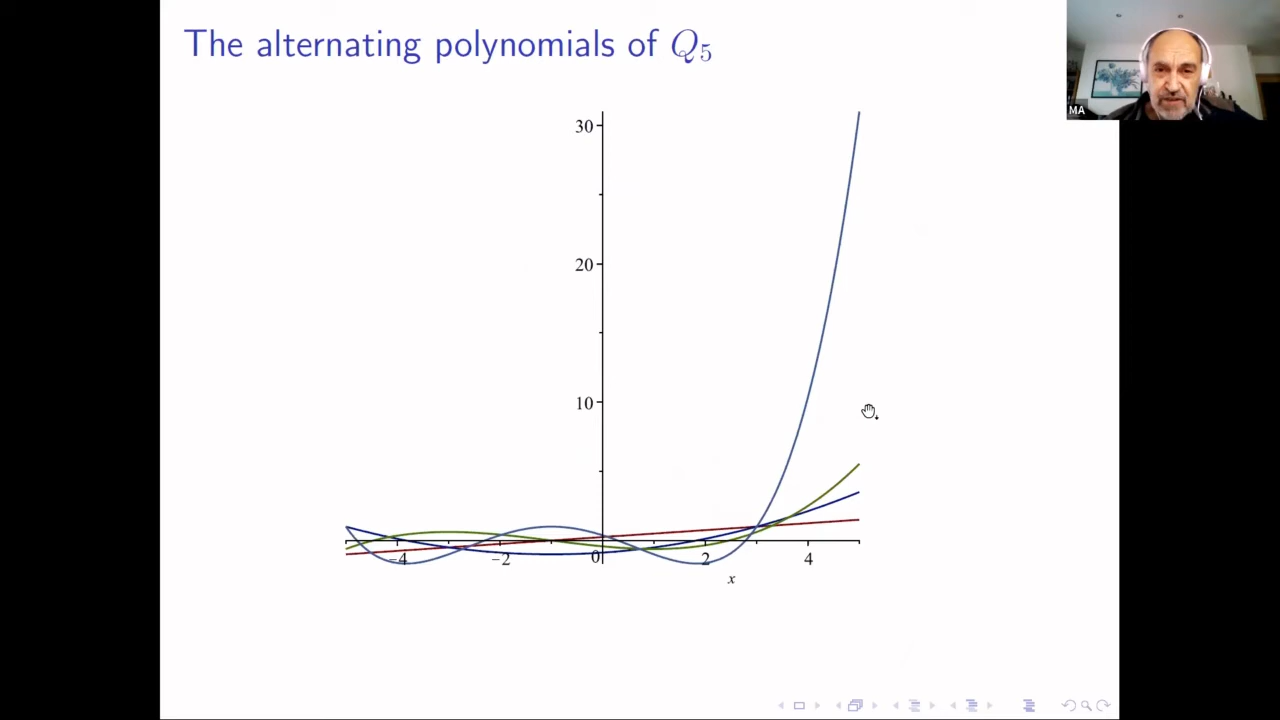 The alternating polynomials of Q₅
MA
30
20
10
−4 −2 0 2 4
x